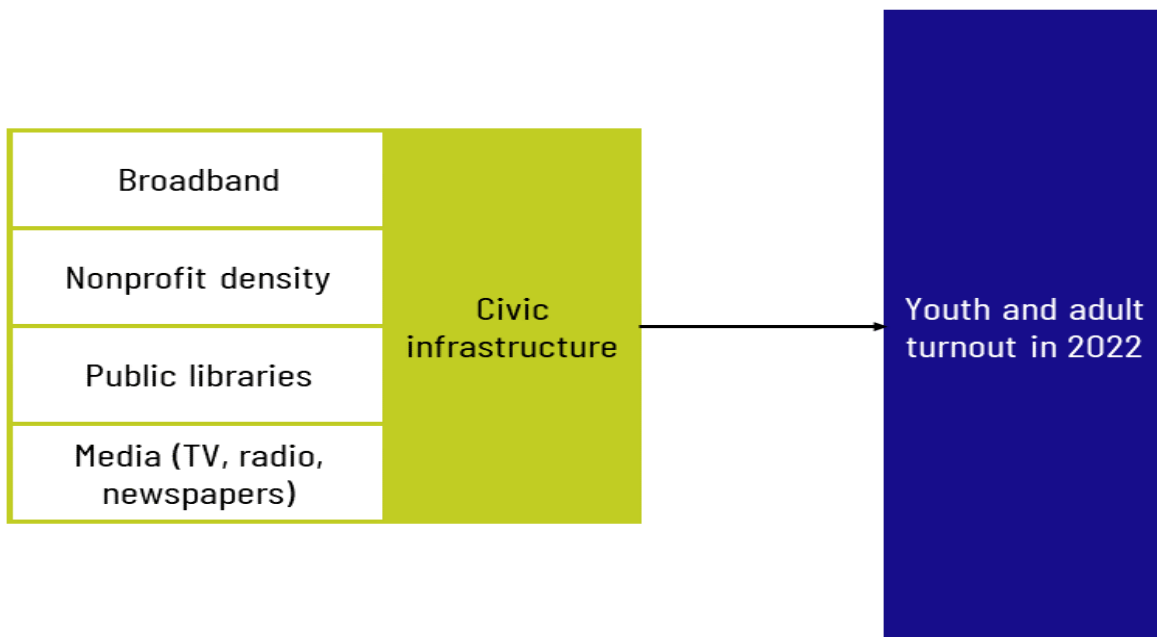 Broadband
Nonprofit density
Public libraries
Media (TV, radio,
newspapers)
Civic
infrastructure
Youth and adult
turnout in 2022